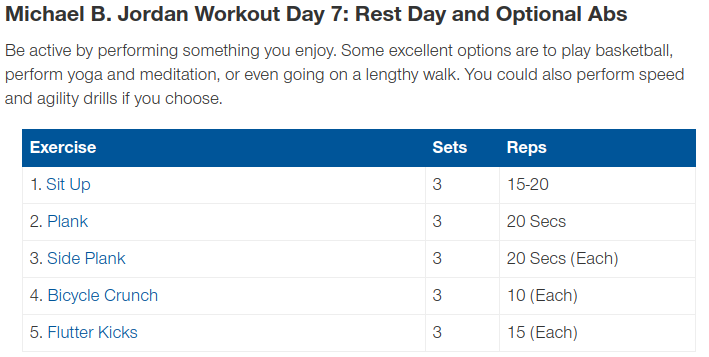 Michael B. Jordan Workout Day 7: Rest Day and Optional Abs
Be active by performing something you enjoy. Some excellent options are to play basketball,
perform yoga and meditation, or even going on a lengthy walk. You could also perform speed
and agility drills if you choose.
Exercise Sets Reps
1. Sit Up 3 15-20
2. Plank 3 20 Secs
3. Side Plank 3 20 Secs (Each)
4. Bicycle Crunch 3 10 (Each)
5. Flutter Kicks 3 15 (Each)